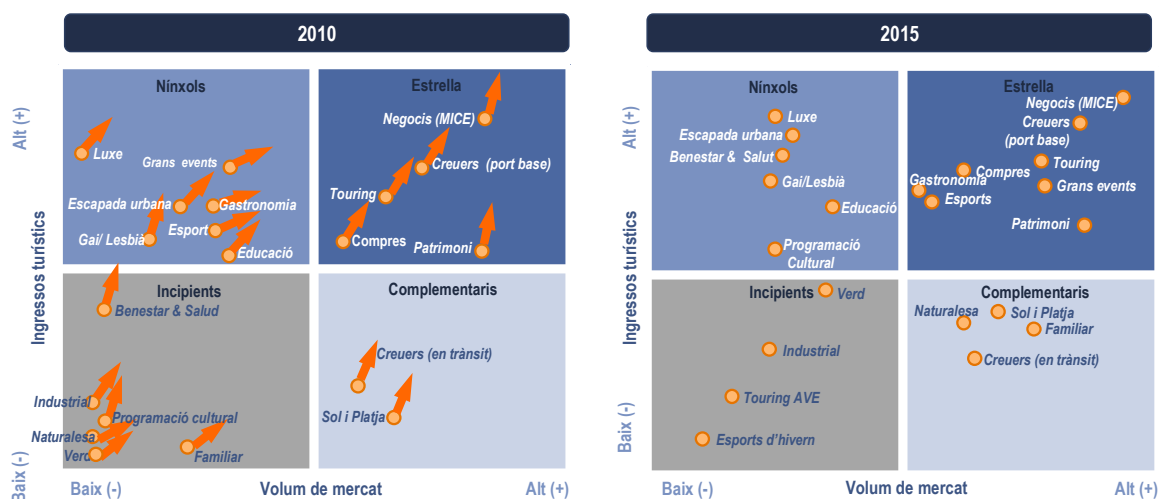 2010
Nínxols
Estrella
Alt (+)
Negocis (MICE)
Luxe
Grans events
Creuers (port base)
Touring
Escapada urbana
Gastronomia
Esport
Gai/ Lesbià
Educació
Compres
Patrimoni
Ingressos turístics
Incipients
Complementaris
Benestar & Salud
Creuers (en trànsit)
Industrial
Programació cultural
Sol i Platja
Naturalesa
Verd
Familiar
Baix (-)
Baix (-)
Volum de mercat
Alt (+)
2015
Nínxols
Estrella
Alt (+)
Negocis (MICE)
Luxe
Creuers
(port base)
Escapada urbana
Benestar & Salut
Touring
Compres
Gai/Lesbià
Gastronomia
Grans events
Esports
Educació
Patrimoni
Programació
Cultural
Ingressos turístics
Incipients
Complementaris
Verd
Naturalesa
Sol i Platja
Familiar
Industrial
Creuers (en trànsit)
Touring AVE
Esports d'hivern
Baix (-)
Baix (-)
Volum de mercat
Alt (+)